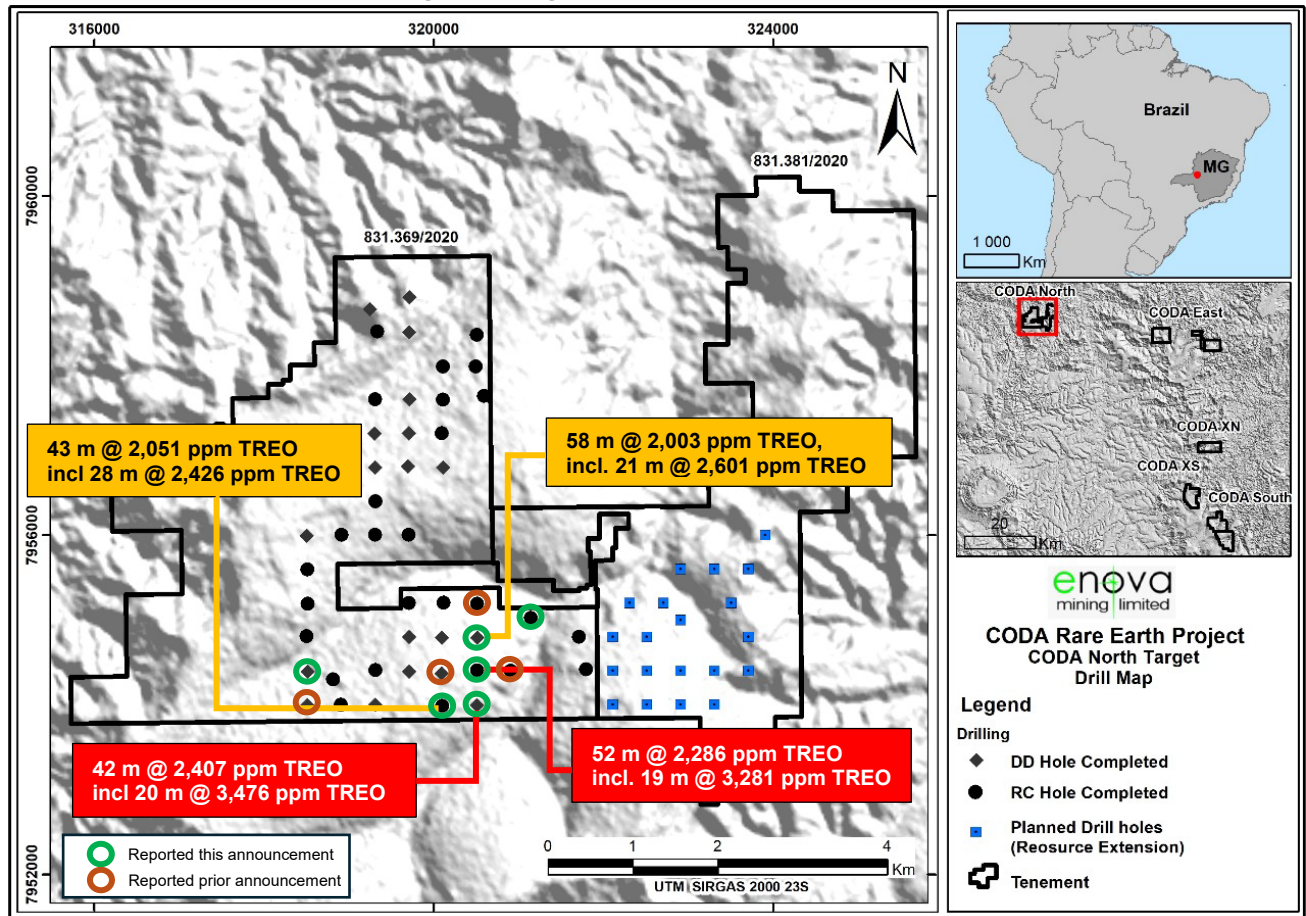 316000
320000
324000
N
831.381/2020
7960000
831.369/2020
43 m @ 2,051 ppm TREO
incl 28 m @ 2,426 ppm TREO
58 m @ 2,003 ppm TREO,
incl. 21 m @ 2,601 ppm TREO
7956000
42 m @ 2,407 ppm TREO
incl 20 m @ 3,476 ppm TREO
52 m @ 2,286 ppm TREO
incl. 19 m @ 3,281 ppm TREO
Reported this announcement
Reported prior announcement
0 1 2 4
Km
UTM SIRGAS 2000 23S
7952000
Brazil
MG
1 000
Km
CODA North
CODA East
CODA XN
CODA XS
CODA South
20
Km
enova
mining limited
CODA Rare Earth Project
CODA North Target
Drill Map
Legend
Drilling
DD Hole Completed
RC Hole Completed
Planned Drill holes
(Reosurce Extension)
Tenement